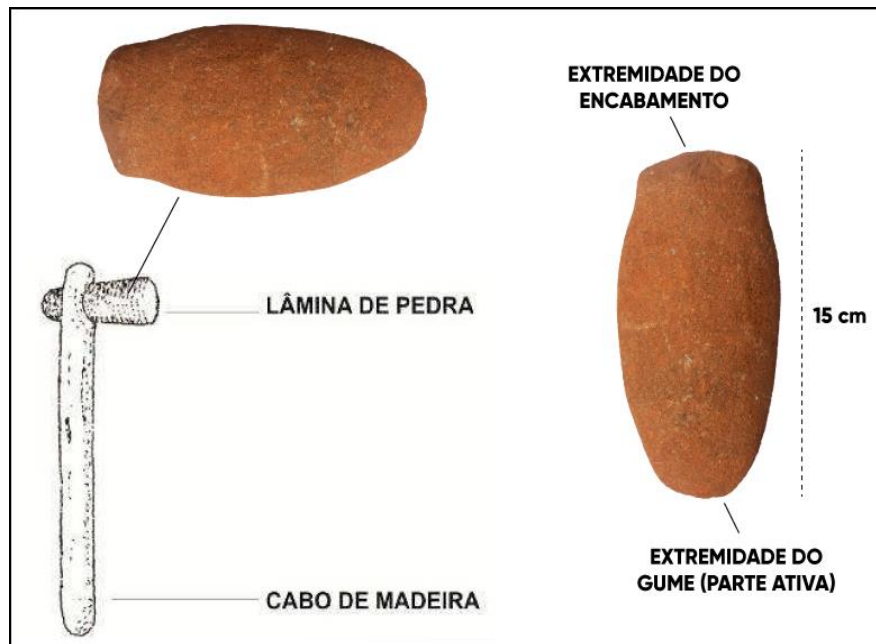 EXTREMIDADE DO
ENCABAMENTO
LÂMINA DE PEDRA
15 cm
EXTREMIDADE DO
GUME (PARTE ATIVA)
CABO DE MADEIRA